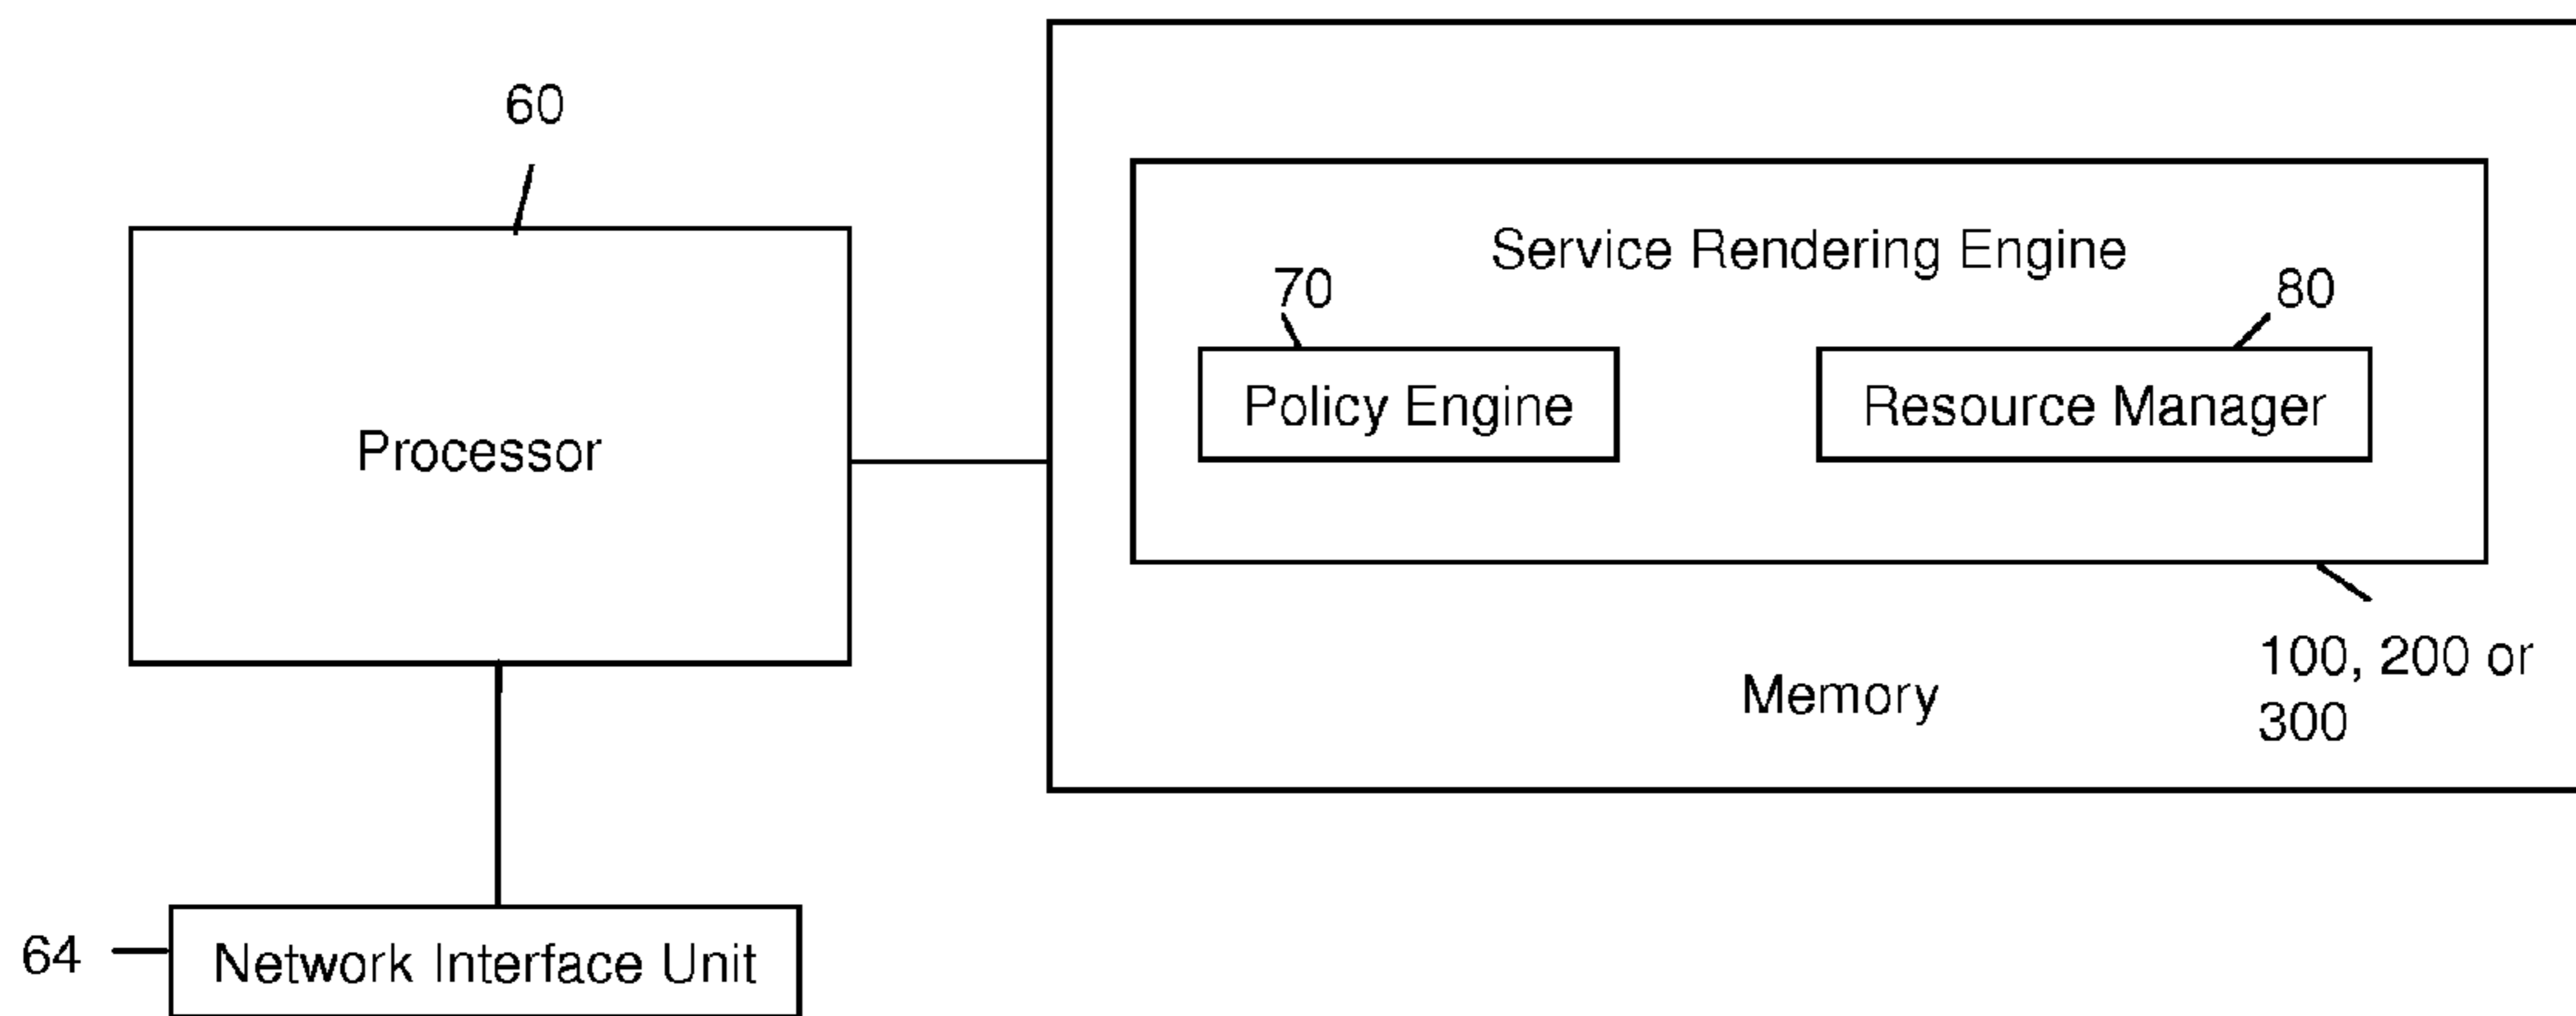 60
Processor
Service Rendering Engine
70
80
Policy Engine
Resource Manager
100, 200 or
300
Memory
64
Network Interface Unit